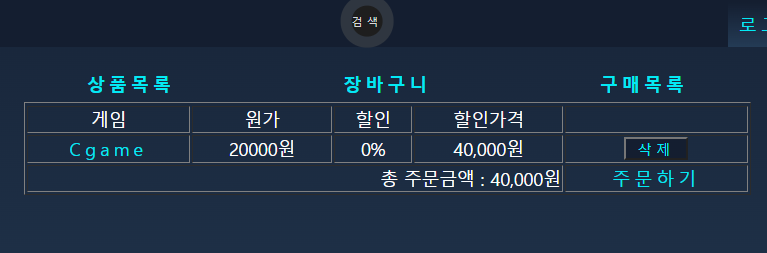 검색
로그
상품목록 장바구니 구매목록
게임 원가 할인 할인가격
Cgame 20000원 0% 40,000원 삭제
총 주문금액 : 40,000원 주문하기